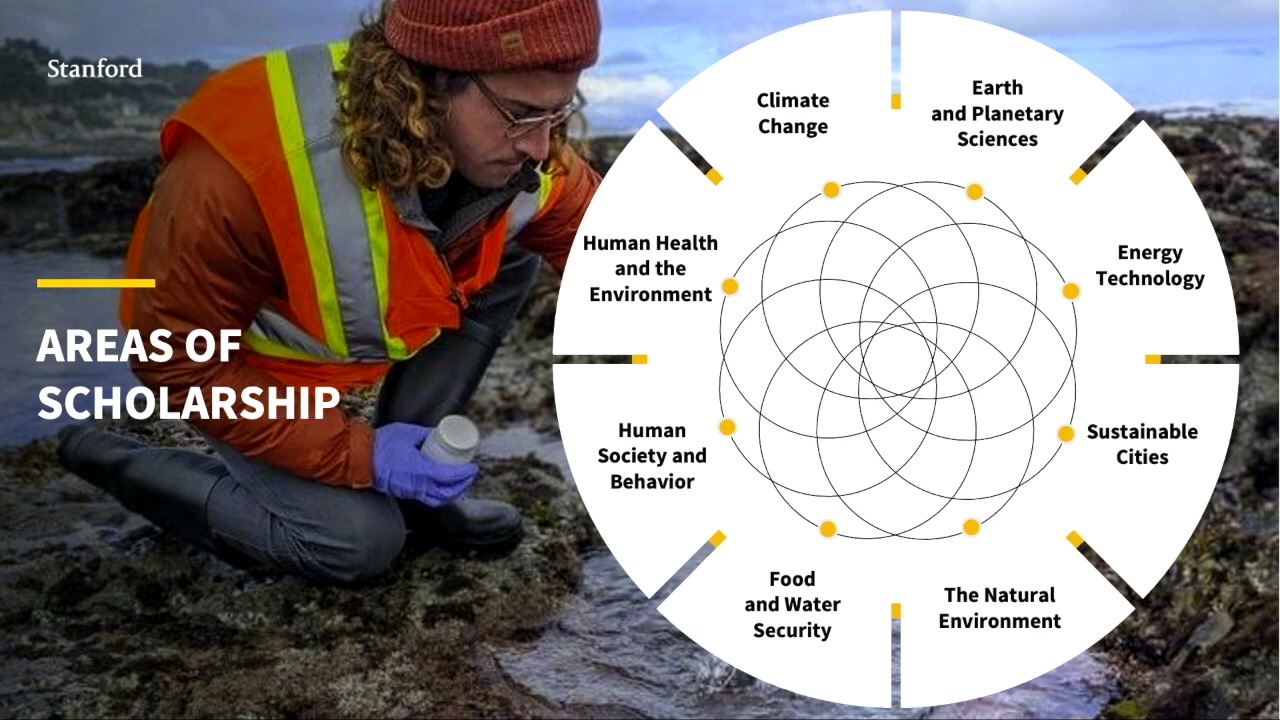 Stanford
AREAS OF
SCHOLARSHIP
Climate
Change
Earth
and Planetary
Sciences
Energy
Technology
Sustainable
Cities
The Natural
Environment
Food
and Water
Security
Human
Society and
Behavior
Human Health
and the
Environment